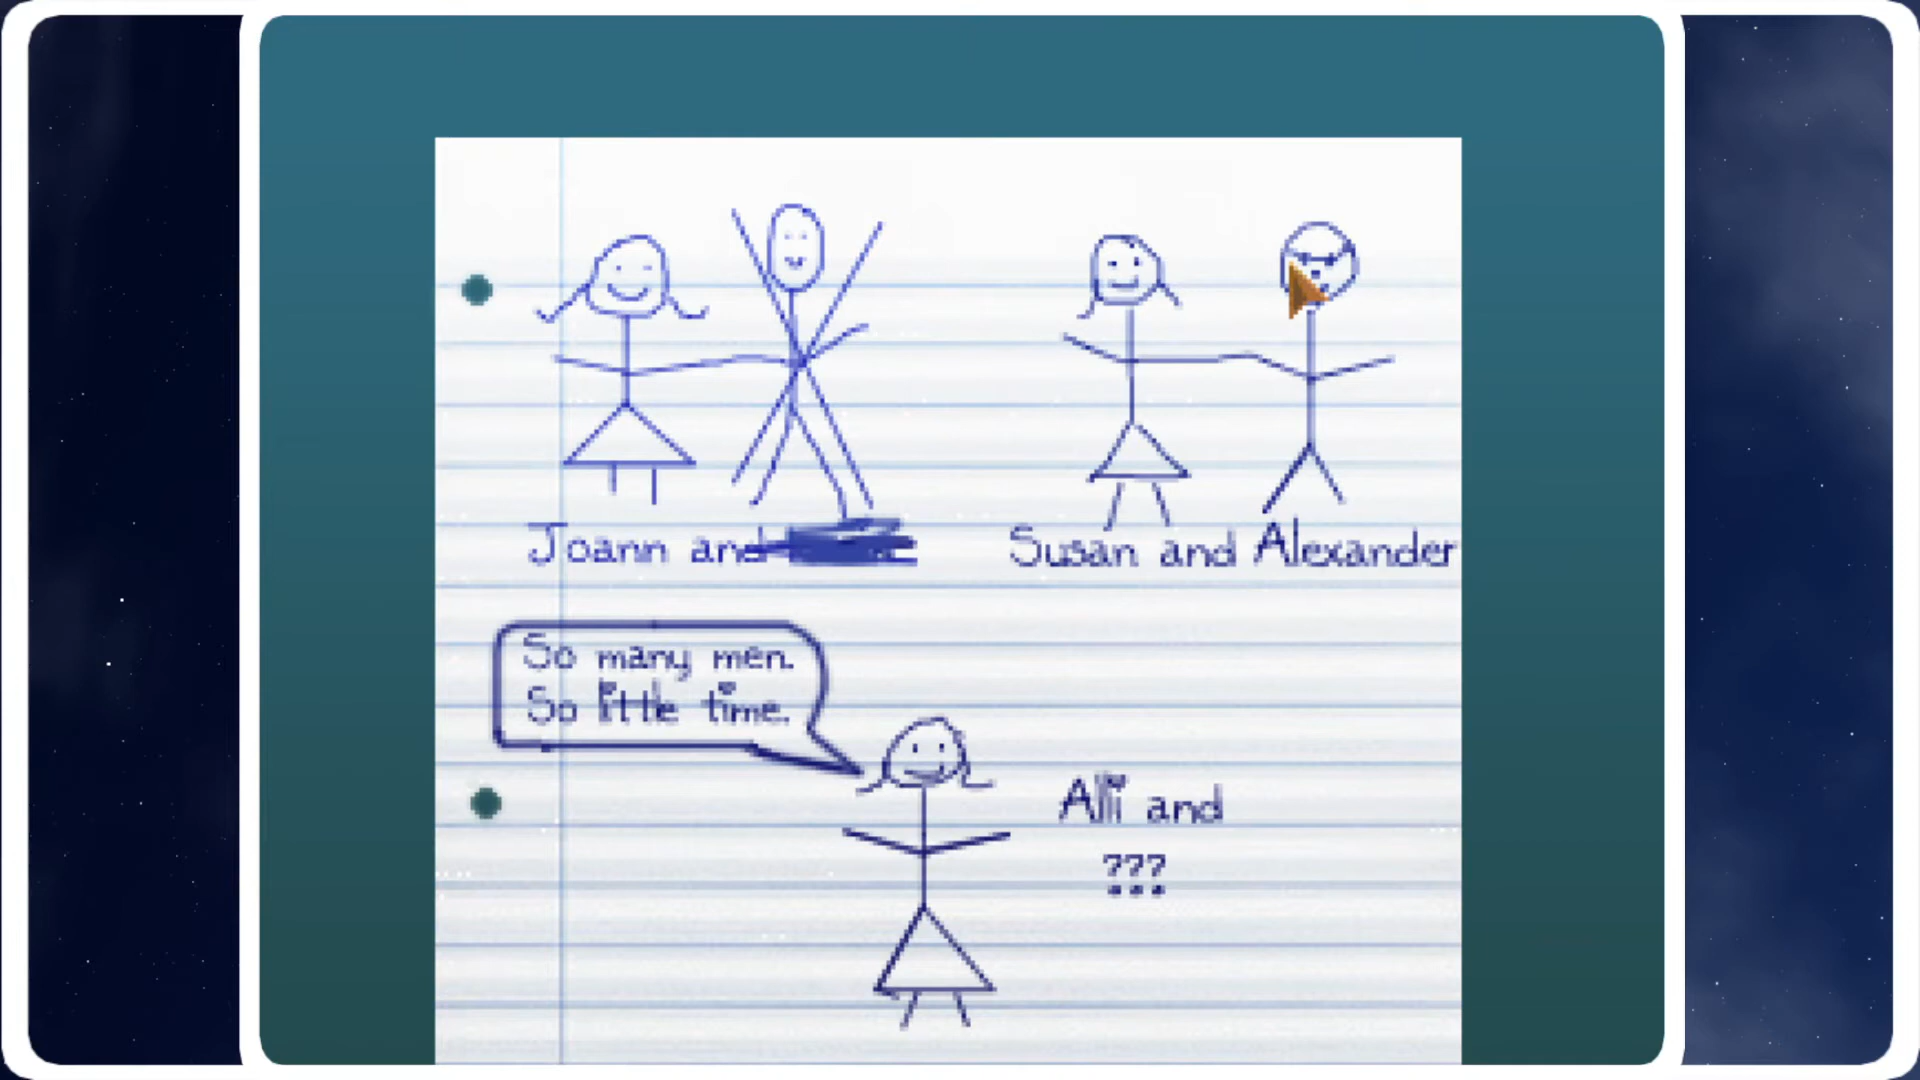 Joann and
Susan and Alexander
So many men.
So little time.
Alli and
???